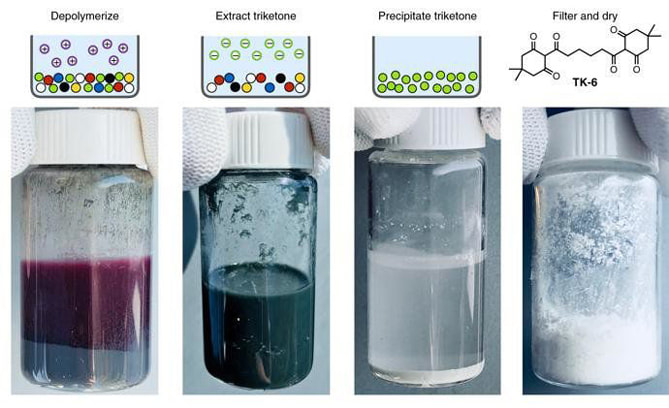 Depolymerize
Extract triketone
Precipitate triketone
Filter and dry
O
O
O
O
O
O
TK-6